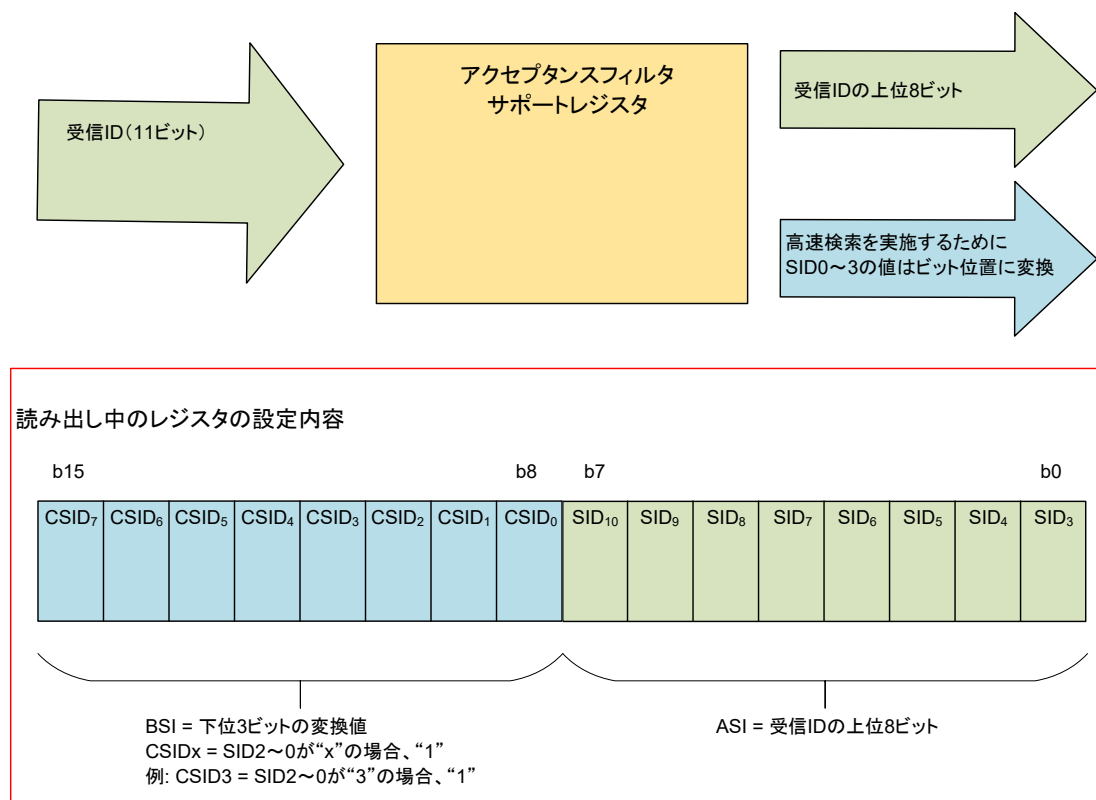 受信ID（11ビット）
アクセプタンスフィルタ
サポートレジスタ
受信IDの上位8ビット
高速検索を実施するために
SID0～3の値はビット位置に変換
読み出し中のレジスタの設定内容
b15 b8 b7 b0
CSID7 CSID6 CSID5 CSID4 CSID3 CSID2 CSID1 CSID0 SID10 SID9 SID8 SID7 SID6 SID5 SID4 SID3
BSI = 下位3ビットの変換値
CSIDx = SID2～0が“x”の場合、“1”
例: CSID3 = SID2～0が“3”の場合、“1”
ASI = 受信IDの上位8ビット